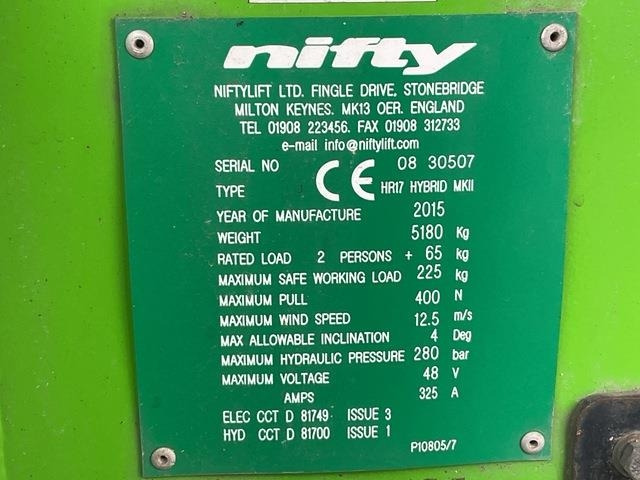 nifty
NIFTYLIFT LTD. FINGLE DRIVE, STONEBRIDGE
MILTON KEYNES. MK13 OER. ENGLAND
TEL 01908 223456. FAX 01908 312733
e-mail info@niftylift.com
SERIAL NO 08 30507
TYPE CE HR17 HYBRID MKII
YEAR OF MANUFACTURE 2015
WEIGHT 5180 Kg
RATED LOAD 2 PERSONS + 65 kg
MAXIMUM SAFE WORKING LOAD 225 kg
MAXIMUM PULL 400 N
MAXIMUM WIND SPEED 12.5 m/s
MAX ALLOWABLE INCLINATION 4 Deg
MAXIMUM HYDRAULIC PRESSURE 280 bar
MAXIMUM VOLTAGE 48 V
AMPS 325 A
ELEC CCT D 81749 ISSUE 3
HYD CCT D 81700 ISSUE 1
P10805/7